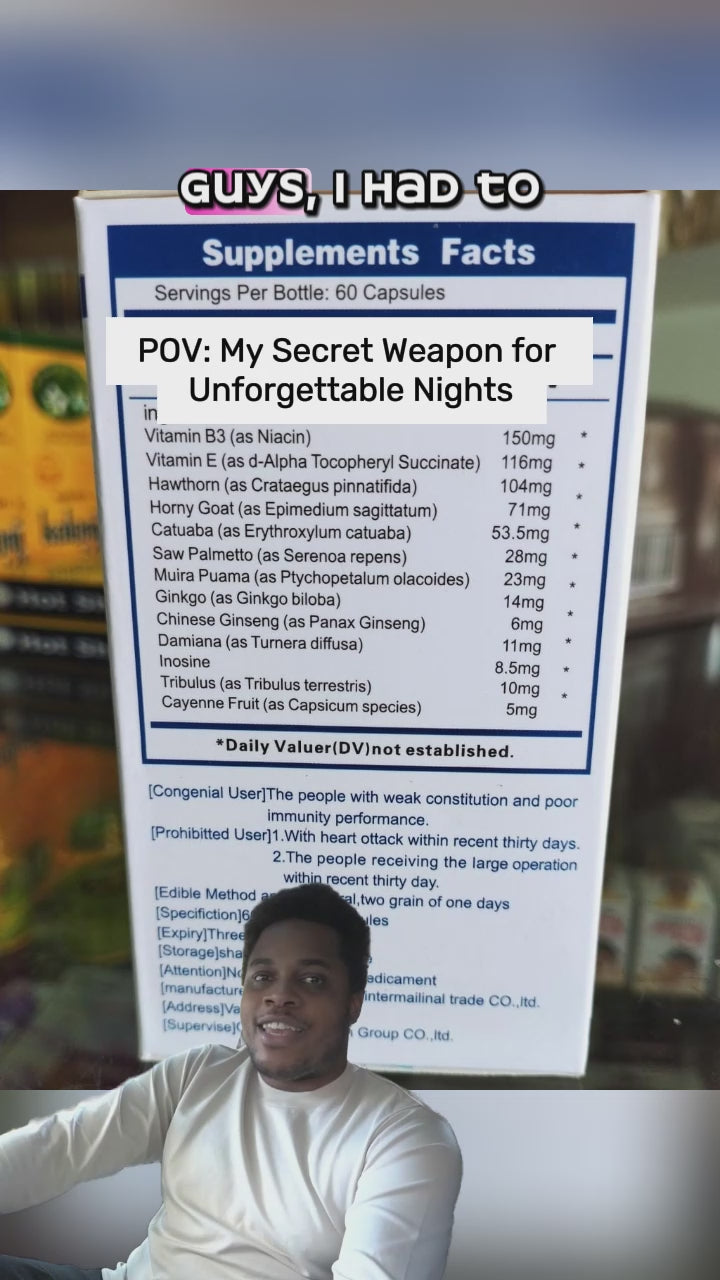 GUYS, I HAD TO
Supplements Facts
Servings Per Bottle: 60 Capsules
POV: My Secret Weapon for
Unforgettable Nights
in
Vitamin B3 (as Niacin) 150mg *
Vitamin E (as d-Alpha Tocopheryl Succinate) 116mg *
Hawthorn (as Crataegus pinnatifida) 104mg *
Horny Goat (as Epimedium sagittatum) 71mg
Catuaba (as Erythroxylum catuaba) 53.5mg *
Saw Palmetto (as Serenoa repens) 28mg *
Muira Puama (as Ptychopetalum olacoides) 23mg *
Ginkgo (as Ginkgo biloba) 14mg
Chinese Ginseng (as Panax Ginseng) 6mg *
Damiana (as Turnera diffusa) 11mg *
Inosine 8.5mg *
Tribulus (as Tribulus terrestris) 10mg *
Cayenne Fruit (as Capsicum species) 5mg
*Daily Valuer(DV)not established.
[Congenial User]The people with weak constitution and poor
immunity performance.
[Prohibitted User]1.With heart ottack within recent thirty days.
2.The people receiving the large operation
within recent thirty day.
[Edible Method al,two grain of one days
[Specifiction]6 ules
[Expiry]Three
[Storage]sha
[Attention]No edicament
[manufacture intermailinal trade CO.,ltd.
[Address]Va
[Supervise] Group CO.,ltd.